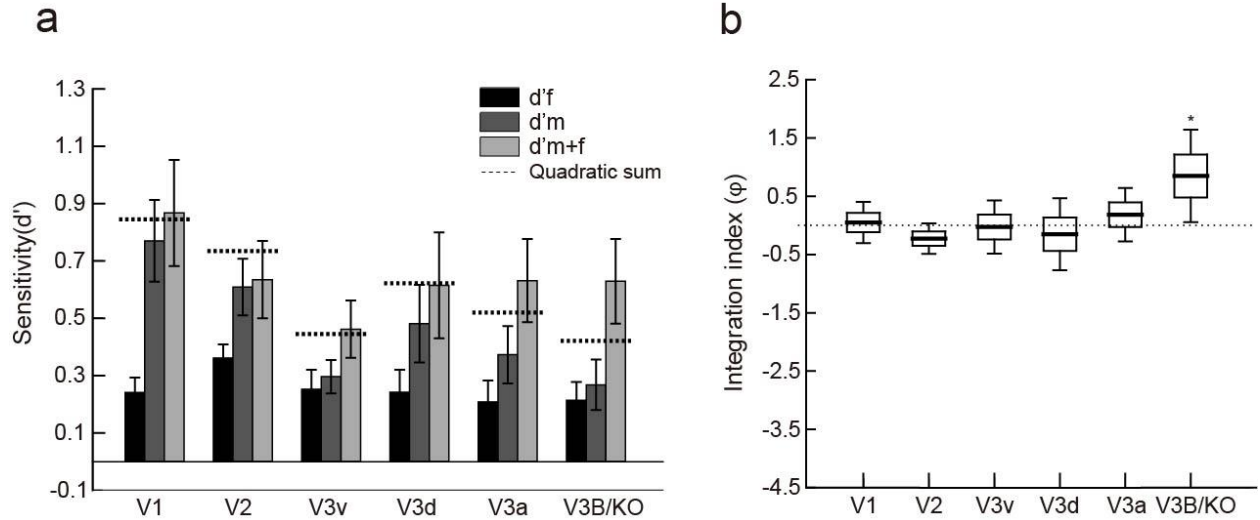 a
1.3
1.1
0.9
0.7
0.5
0.3
0.1
-0.1
Sensitivity(d')
d'f
d'm
d'm+f
Quadratic sum
V1 V2 V3v V3d V3a V3B/KO
b
2.5
1.5
0.5
-0.5
-1.5
-2.5
-3.5
-4.5
Integration index (φ)
*
V1 V2 V3v V3d V3a V3B/KO